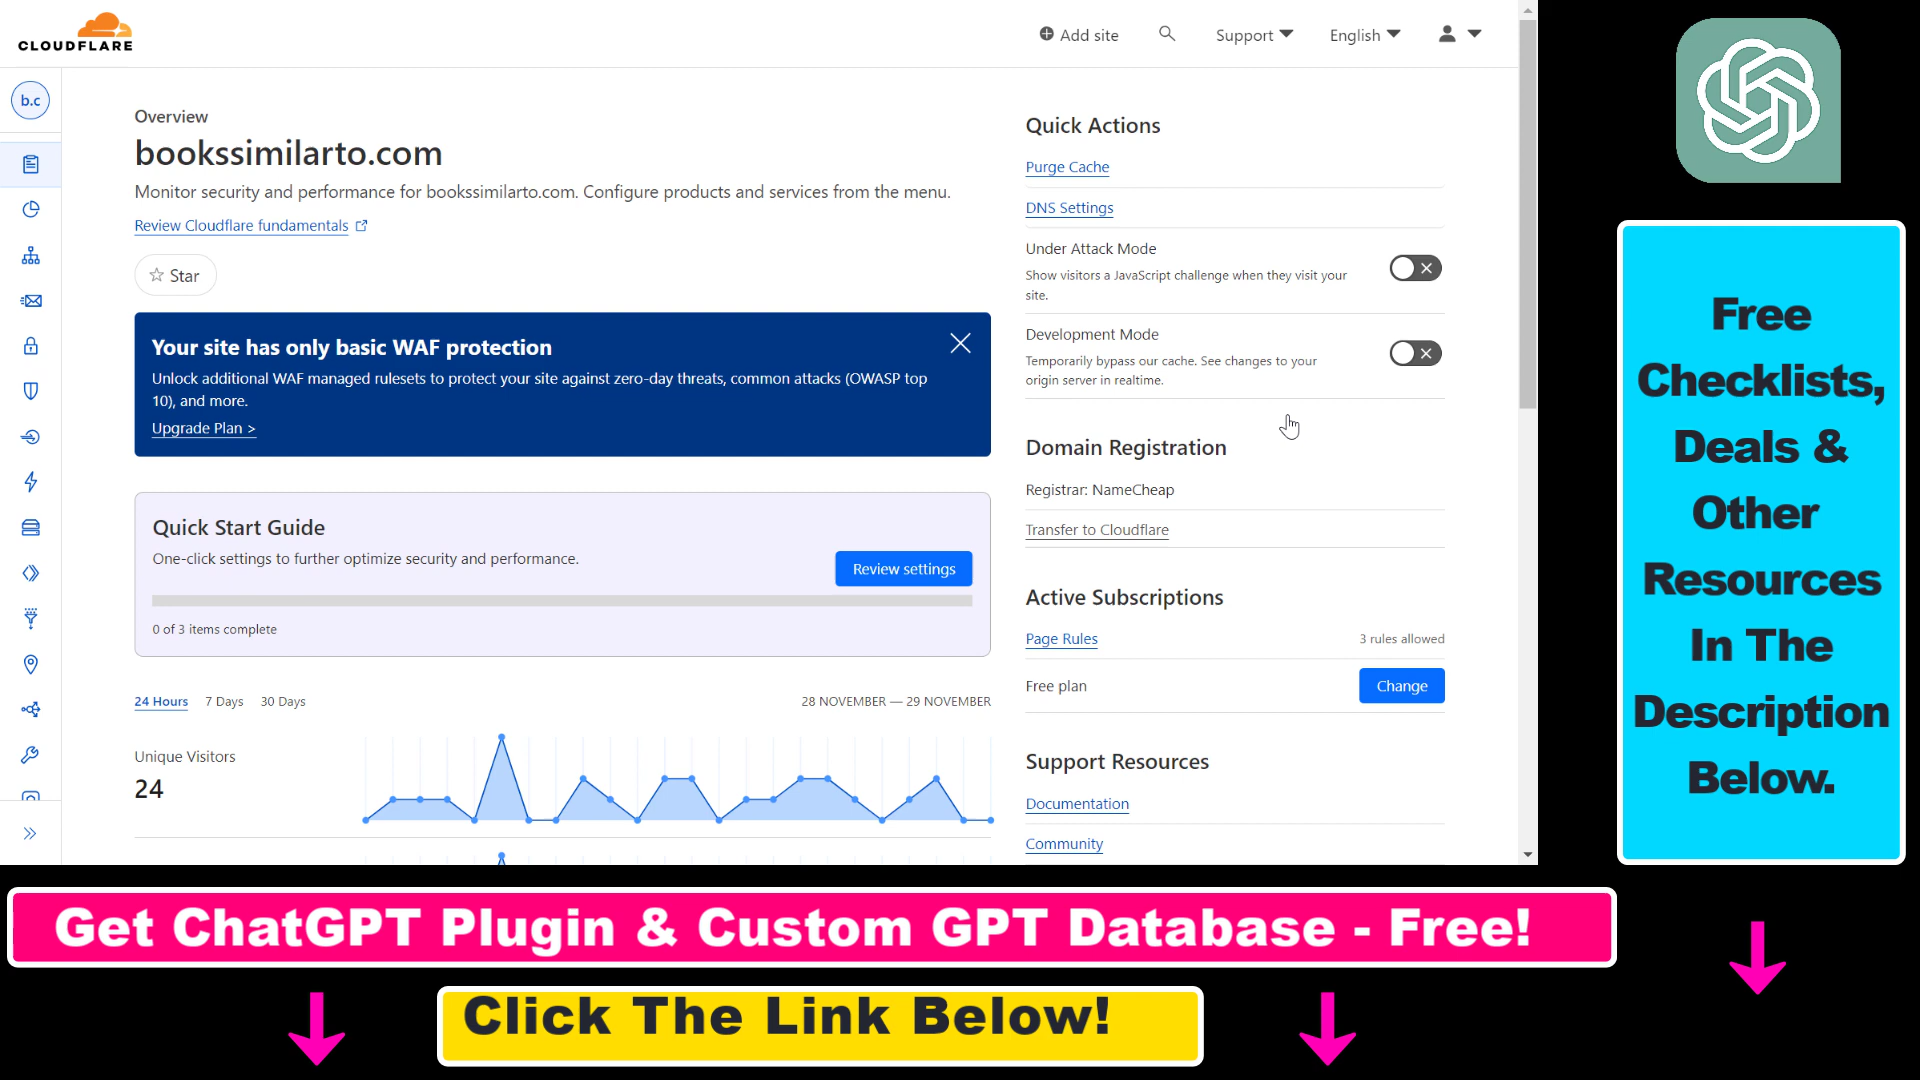 CLOUDFLARE
Add site
Support
English
b.c
Overview
bookssimilarto.com
Monitor security and performance for bookssimilarto.com. Configure products and services from the menu.
Review Cloudflare fundamentals
Star
Your site has only basic WAF protection
Unlock additional WAF managed rulesets to protect your site against zero-day threats, common attacks (OWASP top
10), and more.
Upgrade Plan >
Quick Start Guide
One-click settings to further optimize security and performance.
Review settings
0 of 3 items complete
24 Hours 7 Days 30 Days
28 NOVEMBER — 29 NOVEMBER
Unique Visitors
24
Quick Actions
Purge Cache
DNS Settings
Under Attack Mode
Show visitors a JavaScript challenge when they visit your
site.
Development Mode
Temporarily bypass our cache. See changes to your
origin server in realtime.
Domain Registration
Registrar: NameCheap
Transfer to Cloudflare
Active Subscriptions
Page Rules
3 rules allowed
Free plan
Change
Support Resources
Documentation
Community
Free
Checklists,
Deals &
Other
Resources
In The
Description
Below.
Get ChatGPT Plugin & Custom GPT Database - Free!
Click The Link Below!